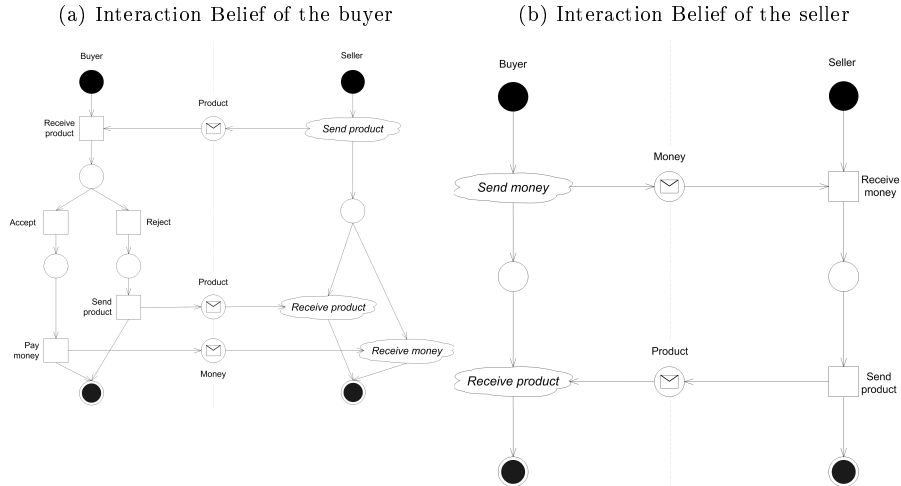 (a) Interaction Belief of the buyer
Buyer
Seller
Product
Receive
product
Send product
Accept
Reject
Product
Send
product
Receive product
Pay
money
Receive money
Money
(b) Interaction Belief of the seller
Buyer
Seller
Money
Send money
Receive
money
Product
Receive product
Send
product